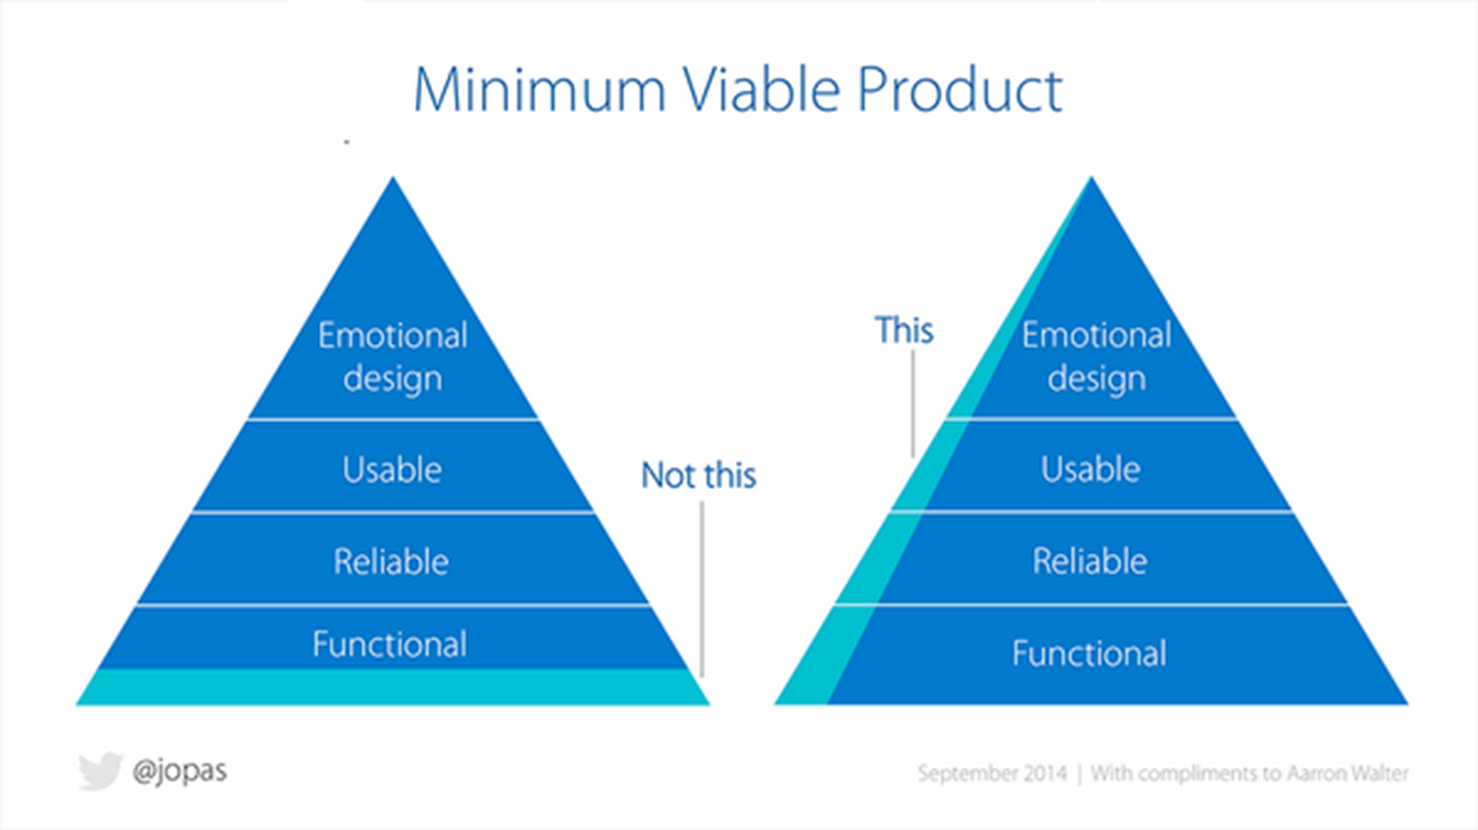 Minimum Viable Product
Emotional
design
Usable
Reliable
Functional
Not this
This
Emotional
design
Usable
Reliable
Functional
@jopas
September 2014 | With compliments to Aarron Walter